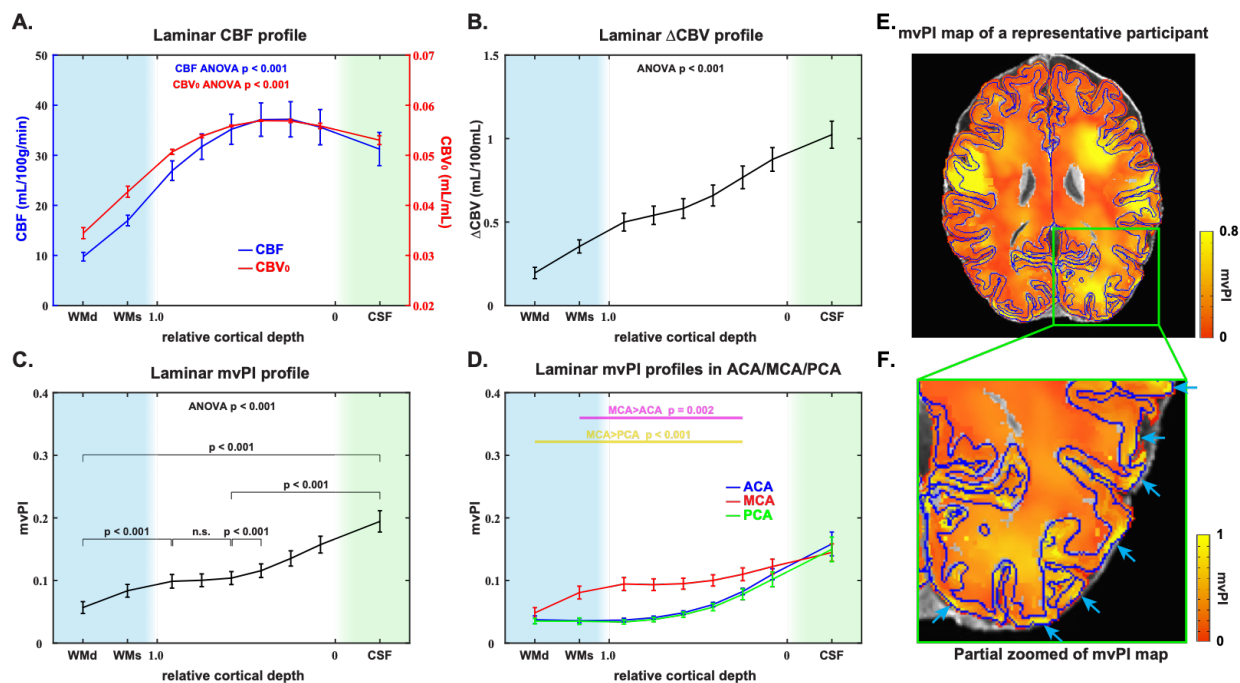 A.
Laminar CBF profile
50
40
30
20
10
0
CBF (mL/100g/min)
0.07
0.06
0.05
0.04
0.03
0.02
CBV₀ (mL/mL)
CBF ANOVA p < 0.001
CBV₀ ANOVA p < 0.001
CBF
CBV₀
WMd WMs 1.0 0 CSF
relative cortical depth
B.
Laminar ΔCBV profile
1.5
1
0.5
0
ΔCBV (mL/100mL)
ANOVA p < 0.001
WMd WMs 1.0 0 CSF
relative cortical depth
C.
Laminar mvPI profile
0.4
0.3
0.2
0.1
0
mvPI
ANOVA p < 0.001
p < 0.001
p < 0.001
p < 0.001 n.s. p < 0.001
WMd WMs 1.0 0 CSF
relative cortical depth
D.
Laminar mvPI profiles in ACA/MCA/PCA
0.4
0.3
0.2
0.1
0
mvPI
MCA>ACA p = 0.002
MCA>PCA p < 0.001
ACA
MCA
PCA
WMd WMs 1.0 0 CSF
relative cortical depth
E.
mvPI map of a representative participant
0.8
0
mvPI
F.
1
0
mvPI
Partial zoomed of mvPI map